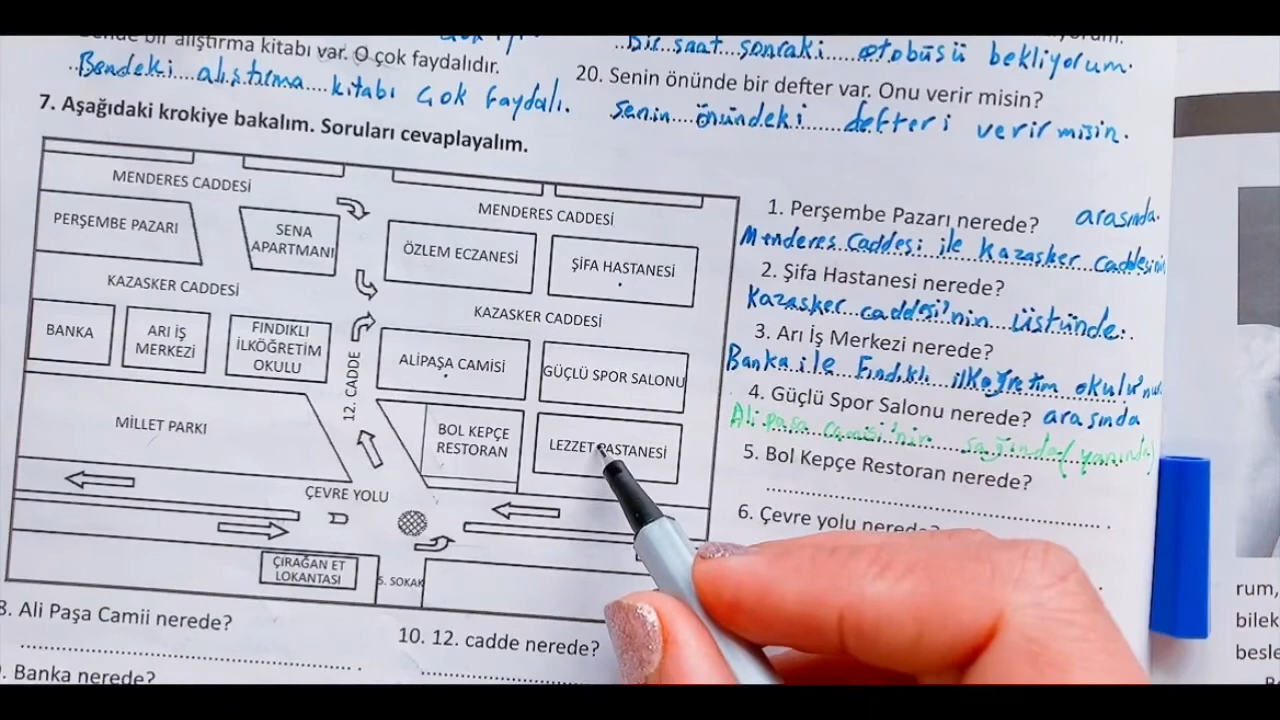 bir alıştırma kitabı var. O çok faydalıdır.
Bendeki alıştırma kitabı çok faydalı.
bir saat sonraki otobüsü bekliyorum.
20. Senin önünde bir defter var. Onu verir misin?
Senin önündeki defteri verir misin.
7. Aşağıdaki krokiye bakalım. Soruları cevaplayalım.
MENDERES CADDESİ
MENDERES CADDESİ
PERŞEMBE PAZARI
SENA
APARTMANI
ÖZLEM ECZANESİ
ŞİFA HASTANESİ
KAZASKER CADDESİ
KAZASKER CADDESİ
BANKA
ARI İŞ
MERKEZİ
FINDIKLI
İLKÖĞRETİM
OKULU
12. CADDE
ALİPAŞA CAMİSİ
GÜÇLÜ SPOR SALONU
MİLLET PARKI
BOL KEPÇE
RESTORAN
LEZZET PASTANESİ
ÇEVRE YOLU
ÇIRAĞAN ET
LOKANTASI
5. SOKAK
1. Perşembe Pazarı nerede? arasında.
Menderes Caddesi ile Kazasker caddesinin
2. Şifa Hastanesi nerede?
Kazasker caddesi'nin üstünde.
3. Arı İş Merkezi nerede?
Banka ile Fındıklı ilköğretim okulu'nun
4. Güçlü Spor Salonu nerede? arasında
Ali paşa camisi'nin sağında (yanında)
5. Bol Kepçe Restoran nerede?
6. Çevre yolu nerede?
8. Ali Paşa Camii nerede?
10. 12. cadde nerede?
Banka nerede?
rum,
bilek
besle